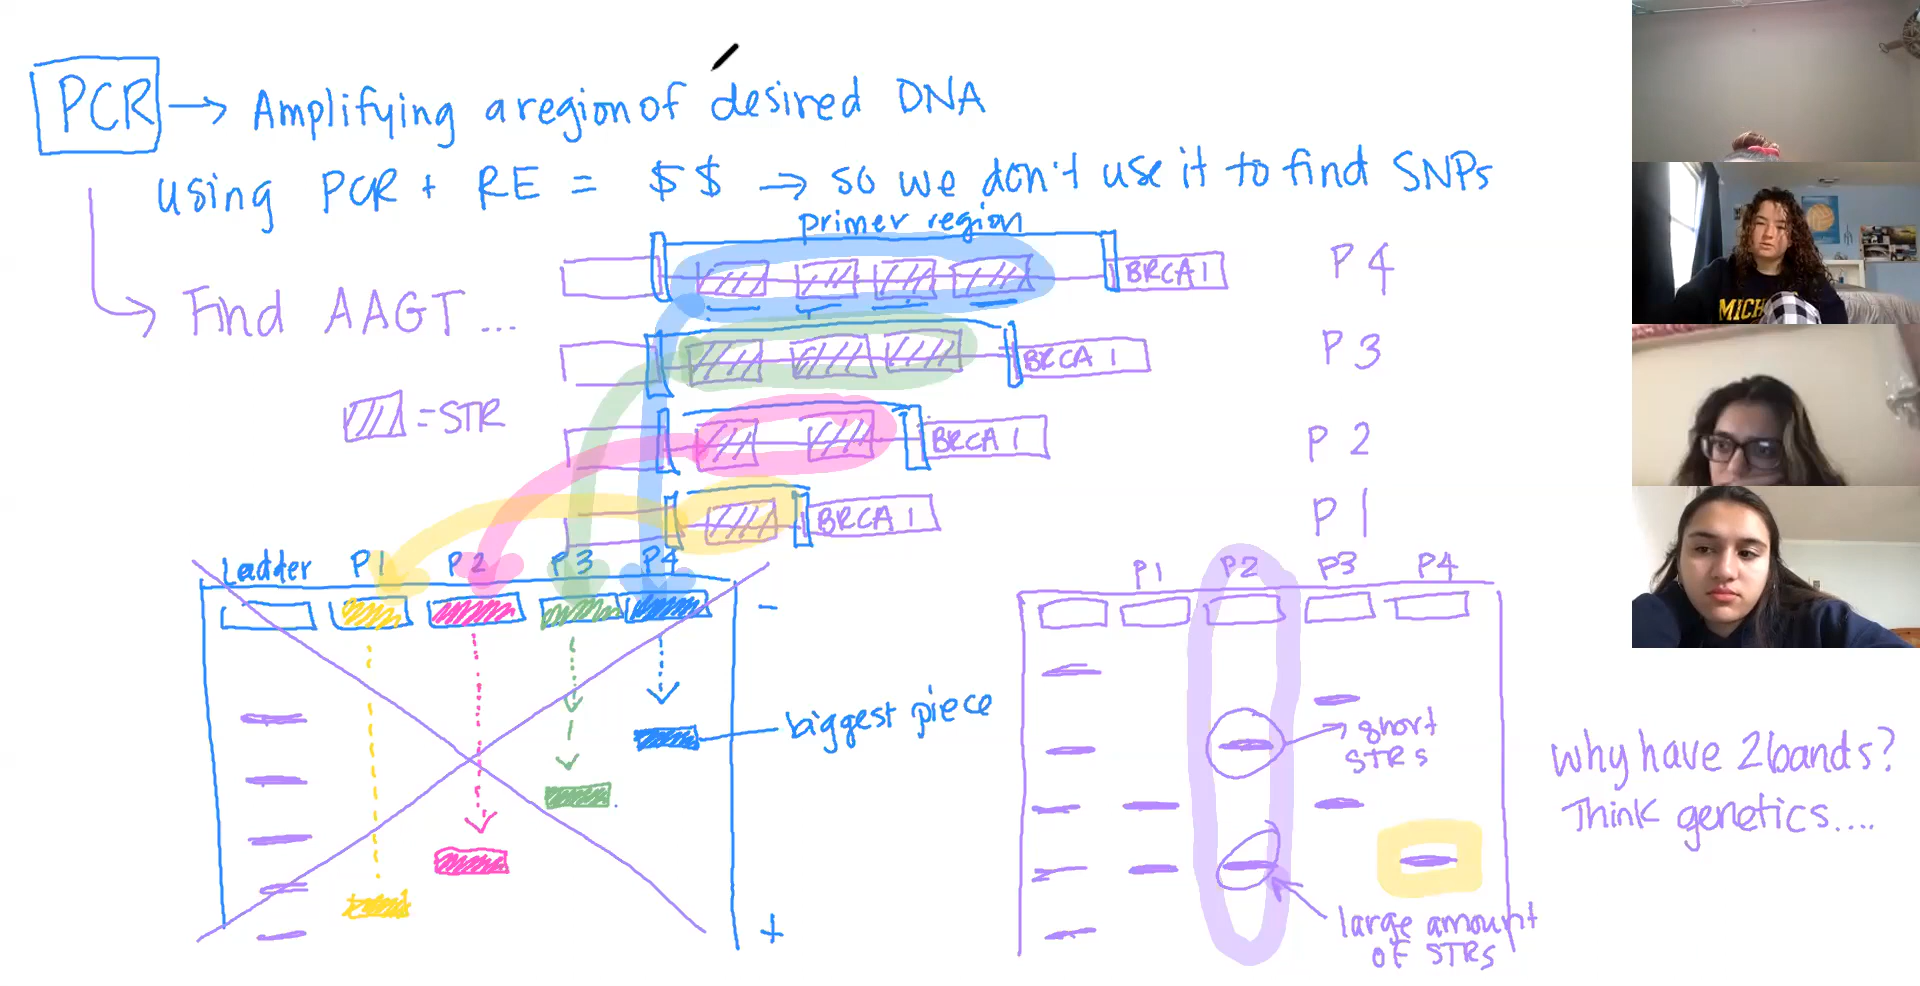 PCR → Amplifying a region of desired DNA
using PCR + RE = $$ → so we don't use it to find SNPs
primer region
BRCA 1 P4
Find AAGT...
BRCA 1 P3
= STR
BRCA 1 P2
BRCA 1 P1
Ladder P1 P2 P3 P4
-
biggest piece
+
P1 P2 P3 P4
short
STRs
large amount
OF STRs
why have 2 bands?
Think genetics....
MICH